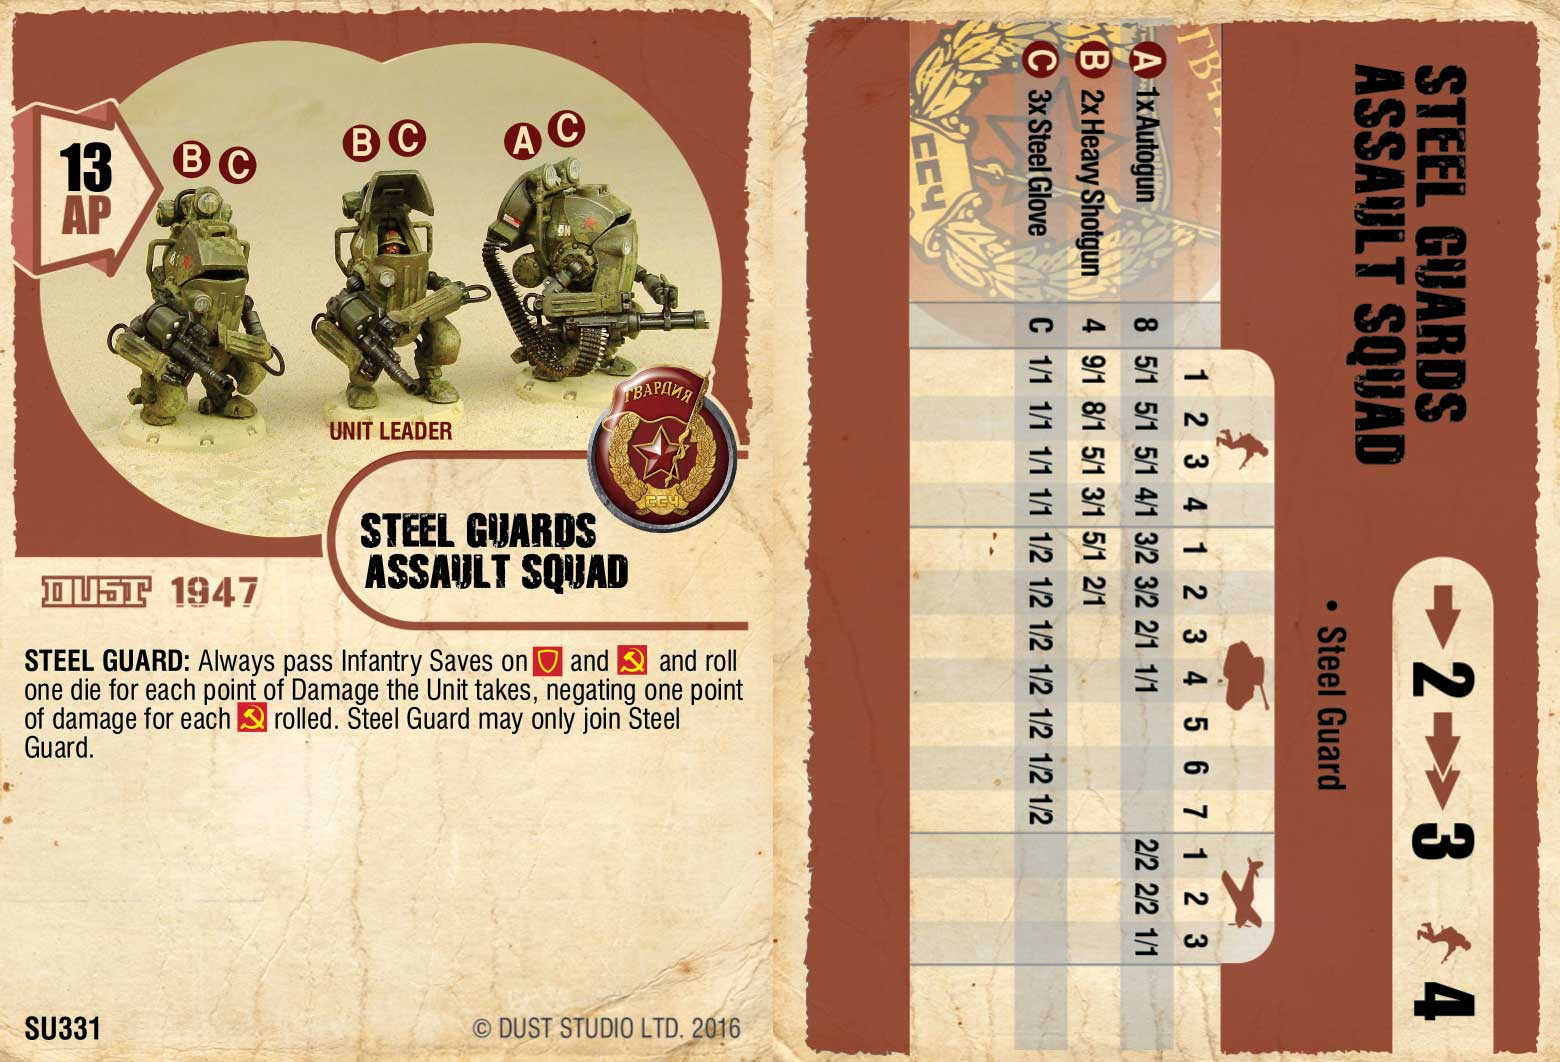 13
AP
B C
B C
A C
UNIT LEADER
ГВАРДИЯ
ССЧ
STEEL GUARDS
ASSAULT SQUAD
DUST 1947
STEEL GUARD: Always pass Infantry Saves on and and roll
one die for each point of Damage the Unit takes, negating one point
of damage for each rolled. Steel Guard may only join Steel
Guard.
SU331
© DUST STUDIO LTD. 2016
STEEL GUARDS
ASSAULT SQUAD
2 3 4
• Steel Guard
1 2 3 4 1 2 3 4 5 6 7 1 2 3
A 1x Autogun 8 5/1 5/1 5/1 4/1 3/2 3/2 2/1 1/1 2/2 2/2 1/1
B 2x Heavy Shotgun 4 9/1 8/1 5/1 3/1 5/1 2/1
C 3x Steel Glove C 1/1 1/1 1/1 1/1 1/2 1/2 1/2 1/2 1/2 1/2 1/2
ССЧ